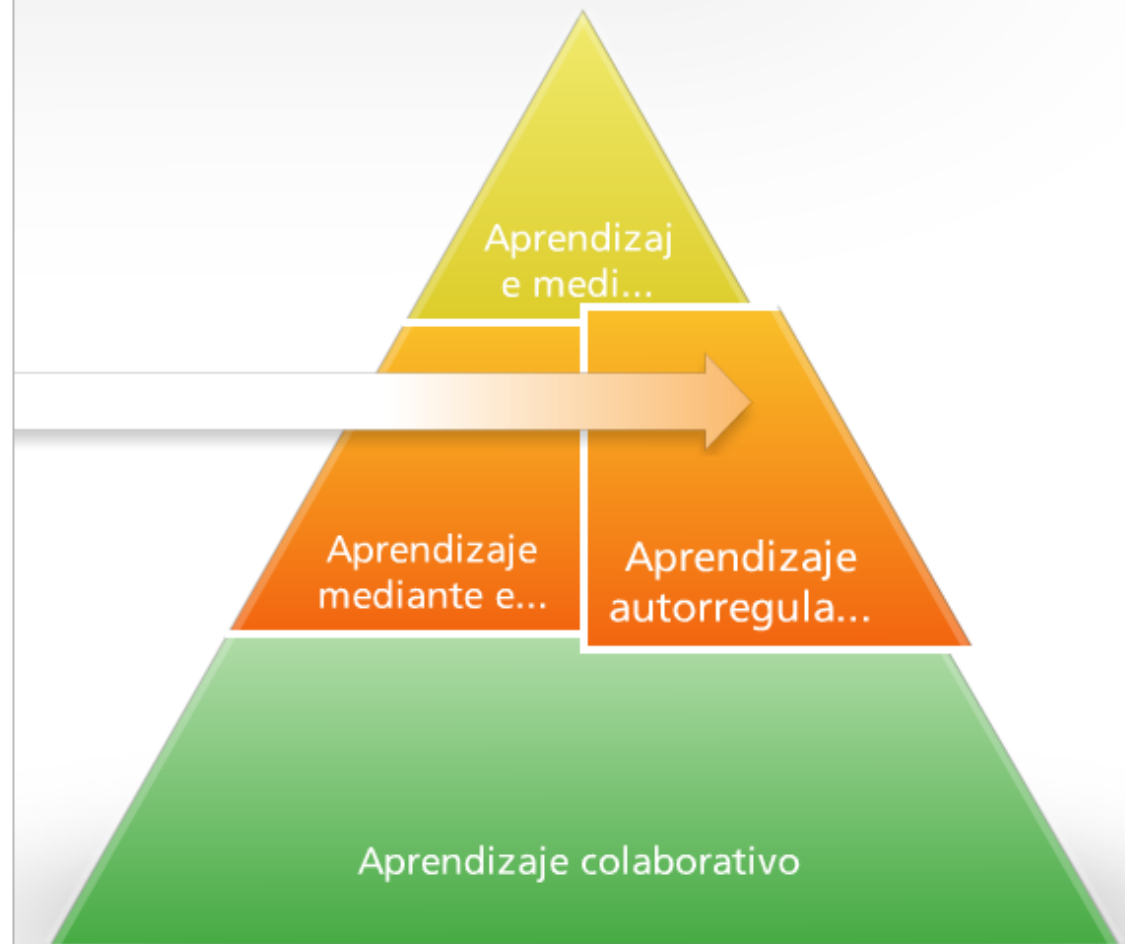 Aprendizaj
e medi...
Aprendizaje
mediante e...
Aprendizaje
autorregula...
Aprendizaje colaborativo